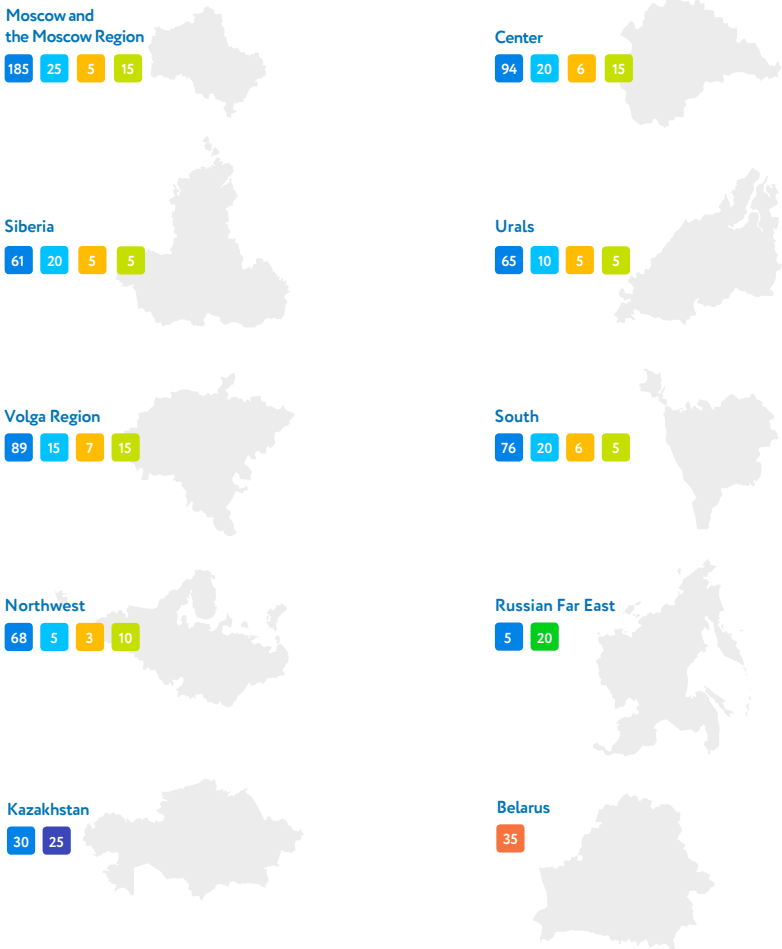 Moscow and
the Moscow Region
185 25 5 15
Center
94 20 6 15
Siberia
61 20 5 5
Urals
65 10 5 5
Volga Region
89 15 7 15
South
76 20 6 5
Northwest
68 5 3 10
Russian Far East
5 20
Kazakhstan
30 25
Belarus
35